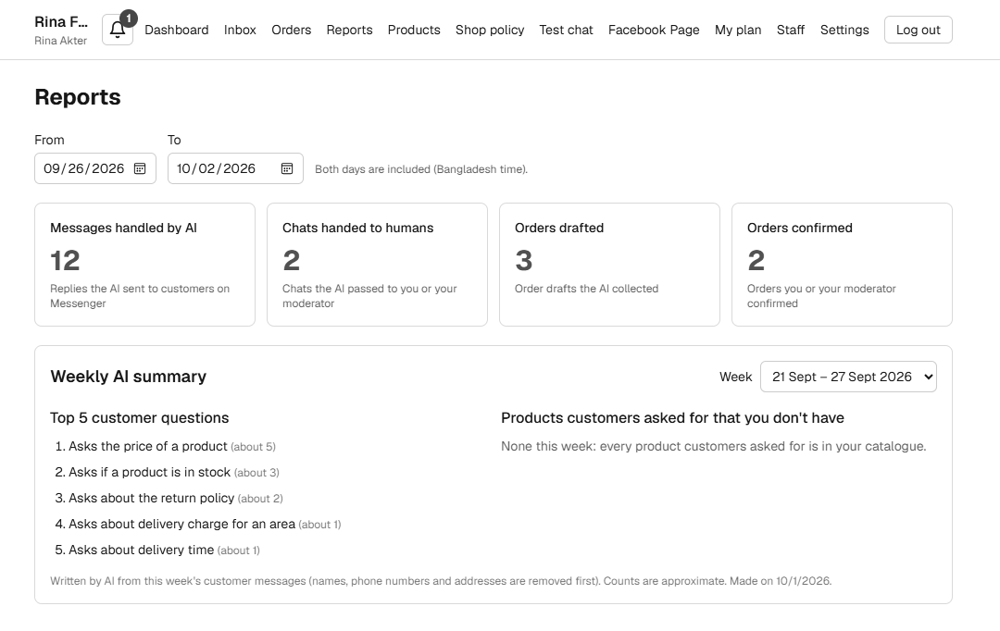 Rina F...
Rina Akter
1
Dashboard Inbox Orders Reports Products Shop policy Test chat Facebook Page My plan Staff Settings Log out
Reports
From To
09/26/2026 10/02/2026 Both days are included (Bangladesh time).
Messages handled by AI
12
Replies the AI sent to customers on
Messenger
Chats handed to humans
2
Chats the AI passed to you or your
moderator
Orders drafted
3
Order drafts the AI collected
Orders confirmed
2
Orders you or your moderator
confirmed
Weekly AI summary
Week 21 Sept – 27 Sept 2026
Top 5 customer questions
1. Asks the price of a product (about 5)
2. Asks if a product is in stock (about 3)
3. Asks about the return policy (about 2)
4. Asks about delivery charge for an area (about 1)
5. Asks about delivery time (about 1)
Products customers asked for that you don't have
None this week: every product customers asked for is in your catalogue.
Written by AI from this week's customer messages (names, phone numbers and addresses are removed first). Counts are approximate. Made on 10/1/2026.